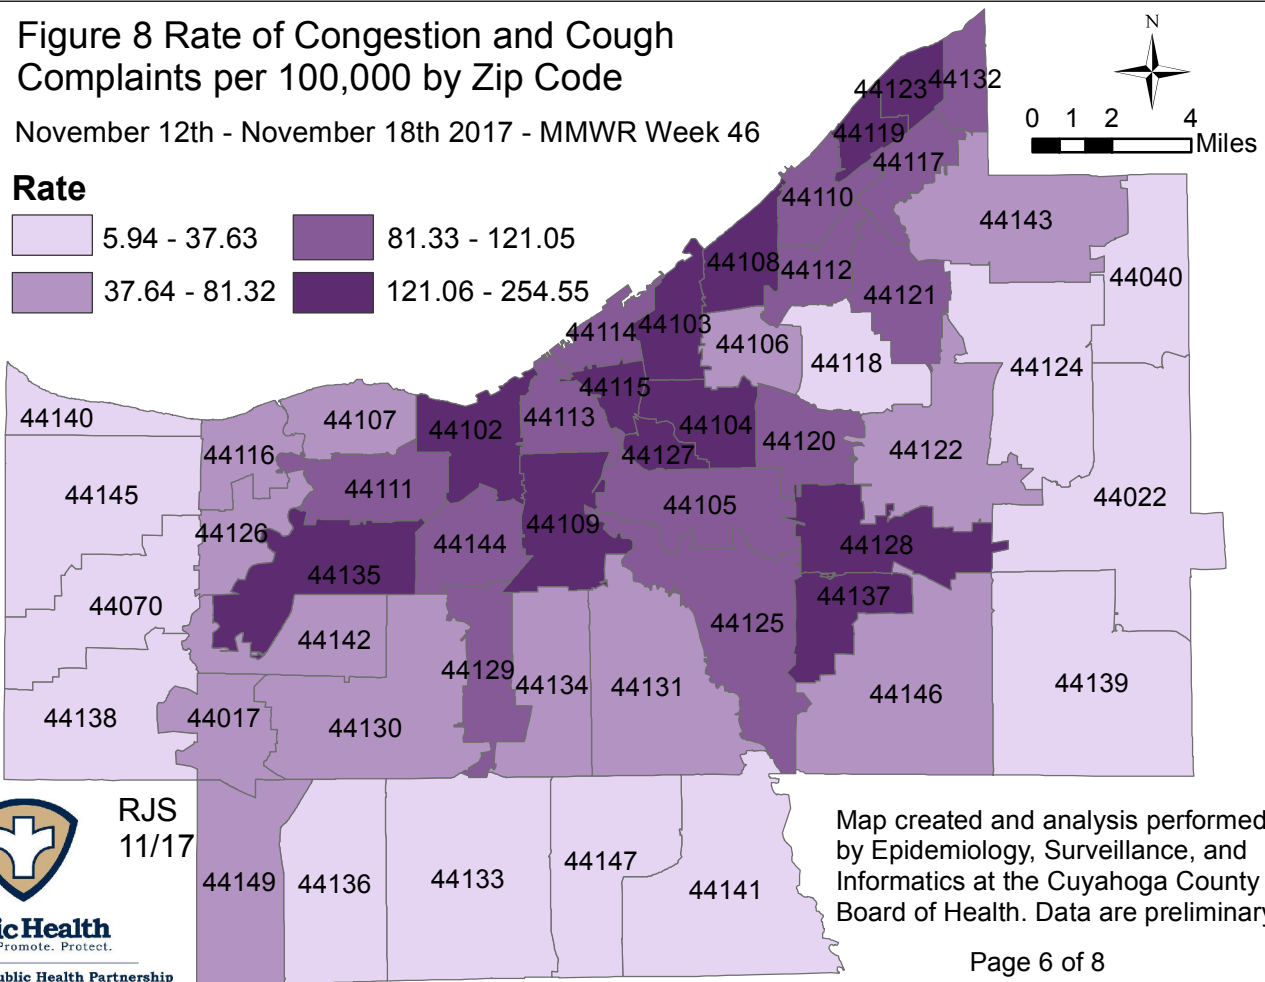 Figure 8 Rate of Congestion and Cough
Complaints per 100,000 by Zip Code
November 12th - November 18th 2017 - MMWR Week 46
Rate
5.94 - 37.63
81.33 - 121.05
37.64 - 81.32
121.06 - 254.55
N
0 1 2 4
Miles
44123
44132
44119
44117
44110
44143
44108
44112
44040
44121
44114
44103
44106
44118
44124
44115
44140
44107
44102
44113
44104
44120
44116
44127
44122
44145
44111
44105
44022
44126
44109
44144
44128
44135
44137
44070
44125
44142
44129
44134
44131
44139
44146
44138
44017
44130
44147
44149
44136
44133
44141
RJS
11/17
ic Health
Promote. Protect.
ublic Health Partnership
Map created and analysis performed
by Epidemiology, Surveillance, and
Informatics at the Cuyahoga County
Board of Health. Data are preliminary
Page 6 of 8